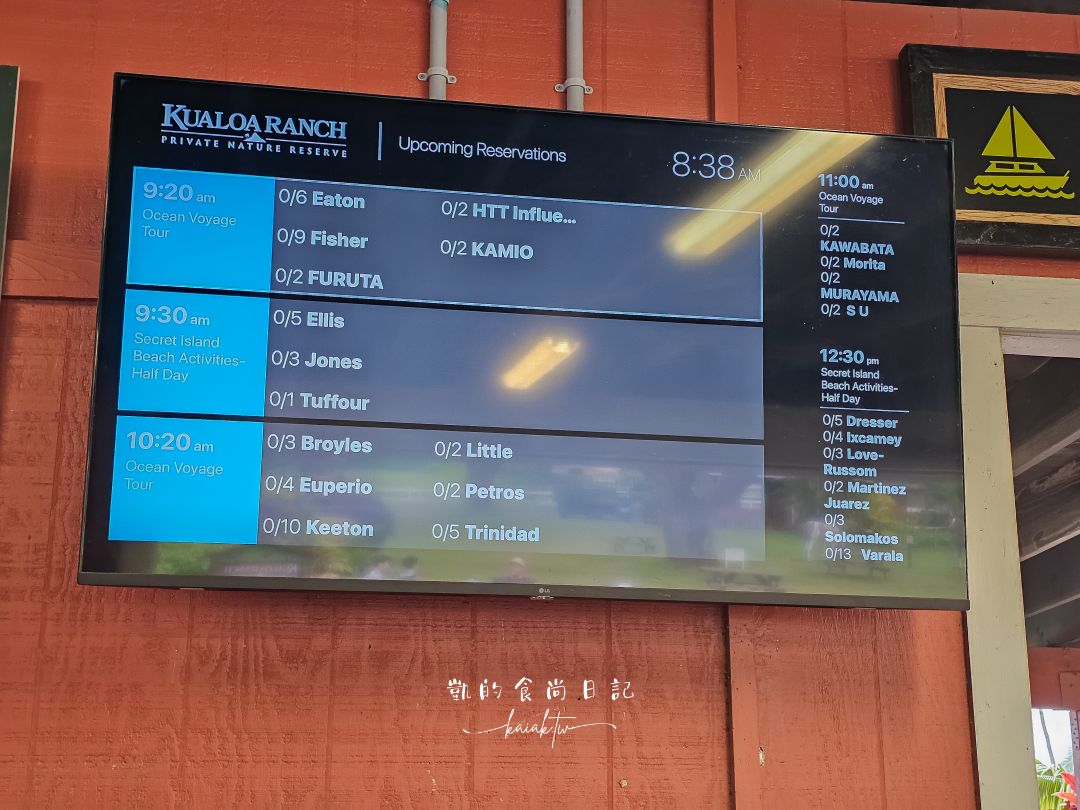 KUALOA RANCH
PRIVATE NATURE RESERVE
Upcoming Reservations
8:38 AM
9:20 am
Ocean Voyage
Tour
0/6 Eaton
0/9 Fisher
0/2 FURUTA
0/2 HTT Influe...
0/2 KAMIO
9:30 am
Secret Island
Beach Activities-
Half Day
0/5 Ellis
0/3 Jones
0/1 Tuffour
10:20 am
Ocean Voyage
Tour
0/3 Broyles
0/4 Euperio
0/10 Keeton
0/2 Little
0/2 Petros
0/5 Trinidad
11:00 am
Ocean Voyage
Tour
0/2
KAWABATA
0/2 Morita
0/2
MURAYAMA
0/2 S U
12:30 pm
Secret Island
Beach Activities-
Half Day
0/5 Dresser
0/4 Ixcamey
0/3 Love-
Russom
0/2 Martinez
Juarez
0/3
Solomakos
0/13 Varala
LG
凱的食尚日記
kaiak.tw